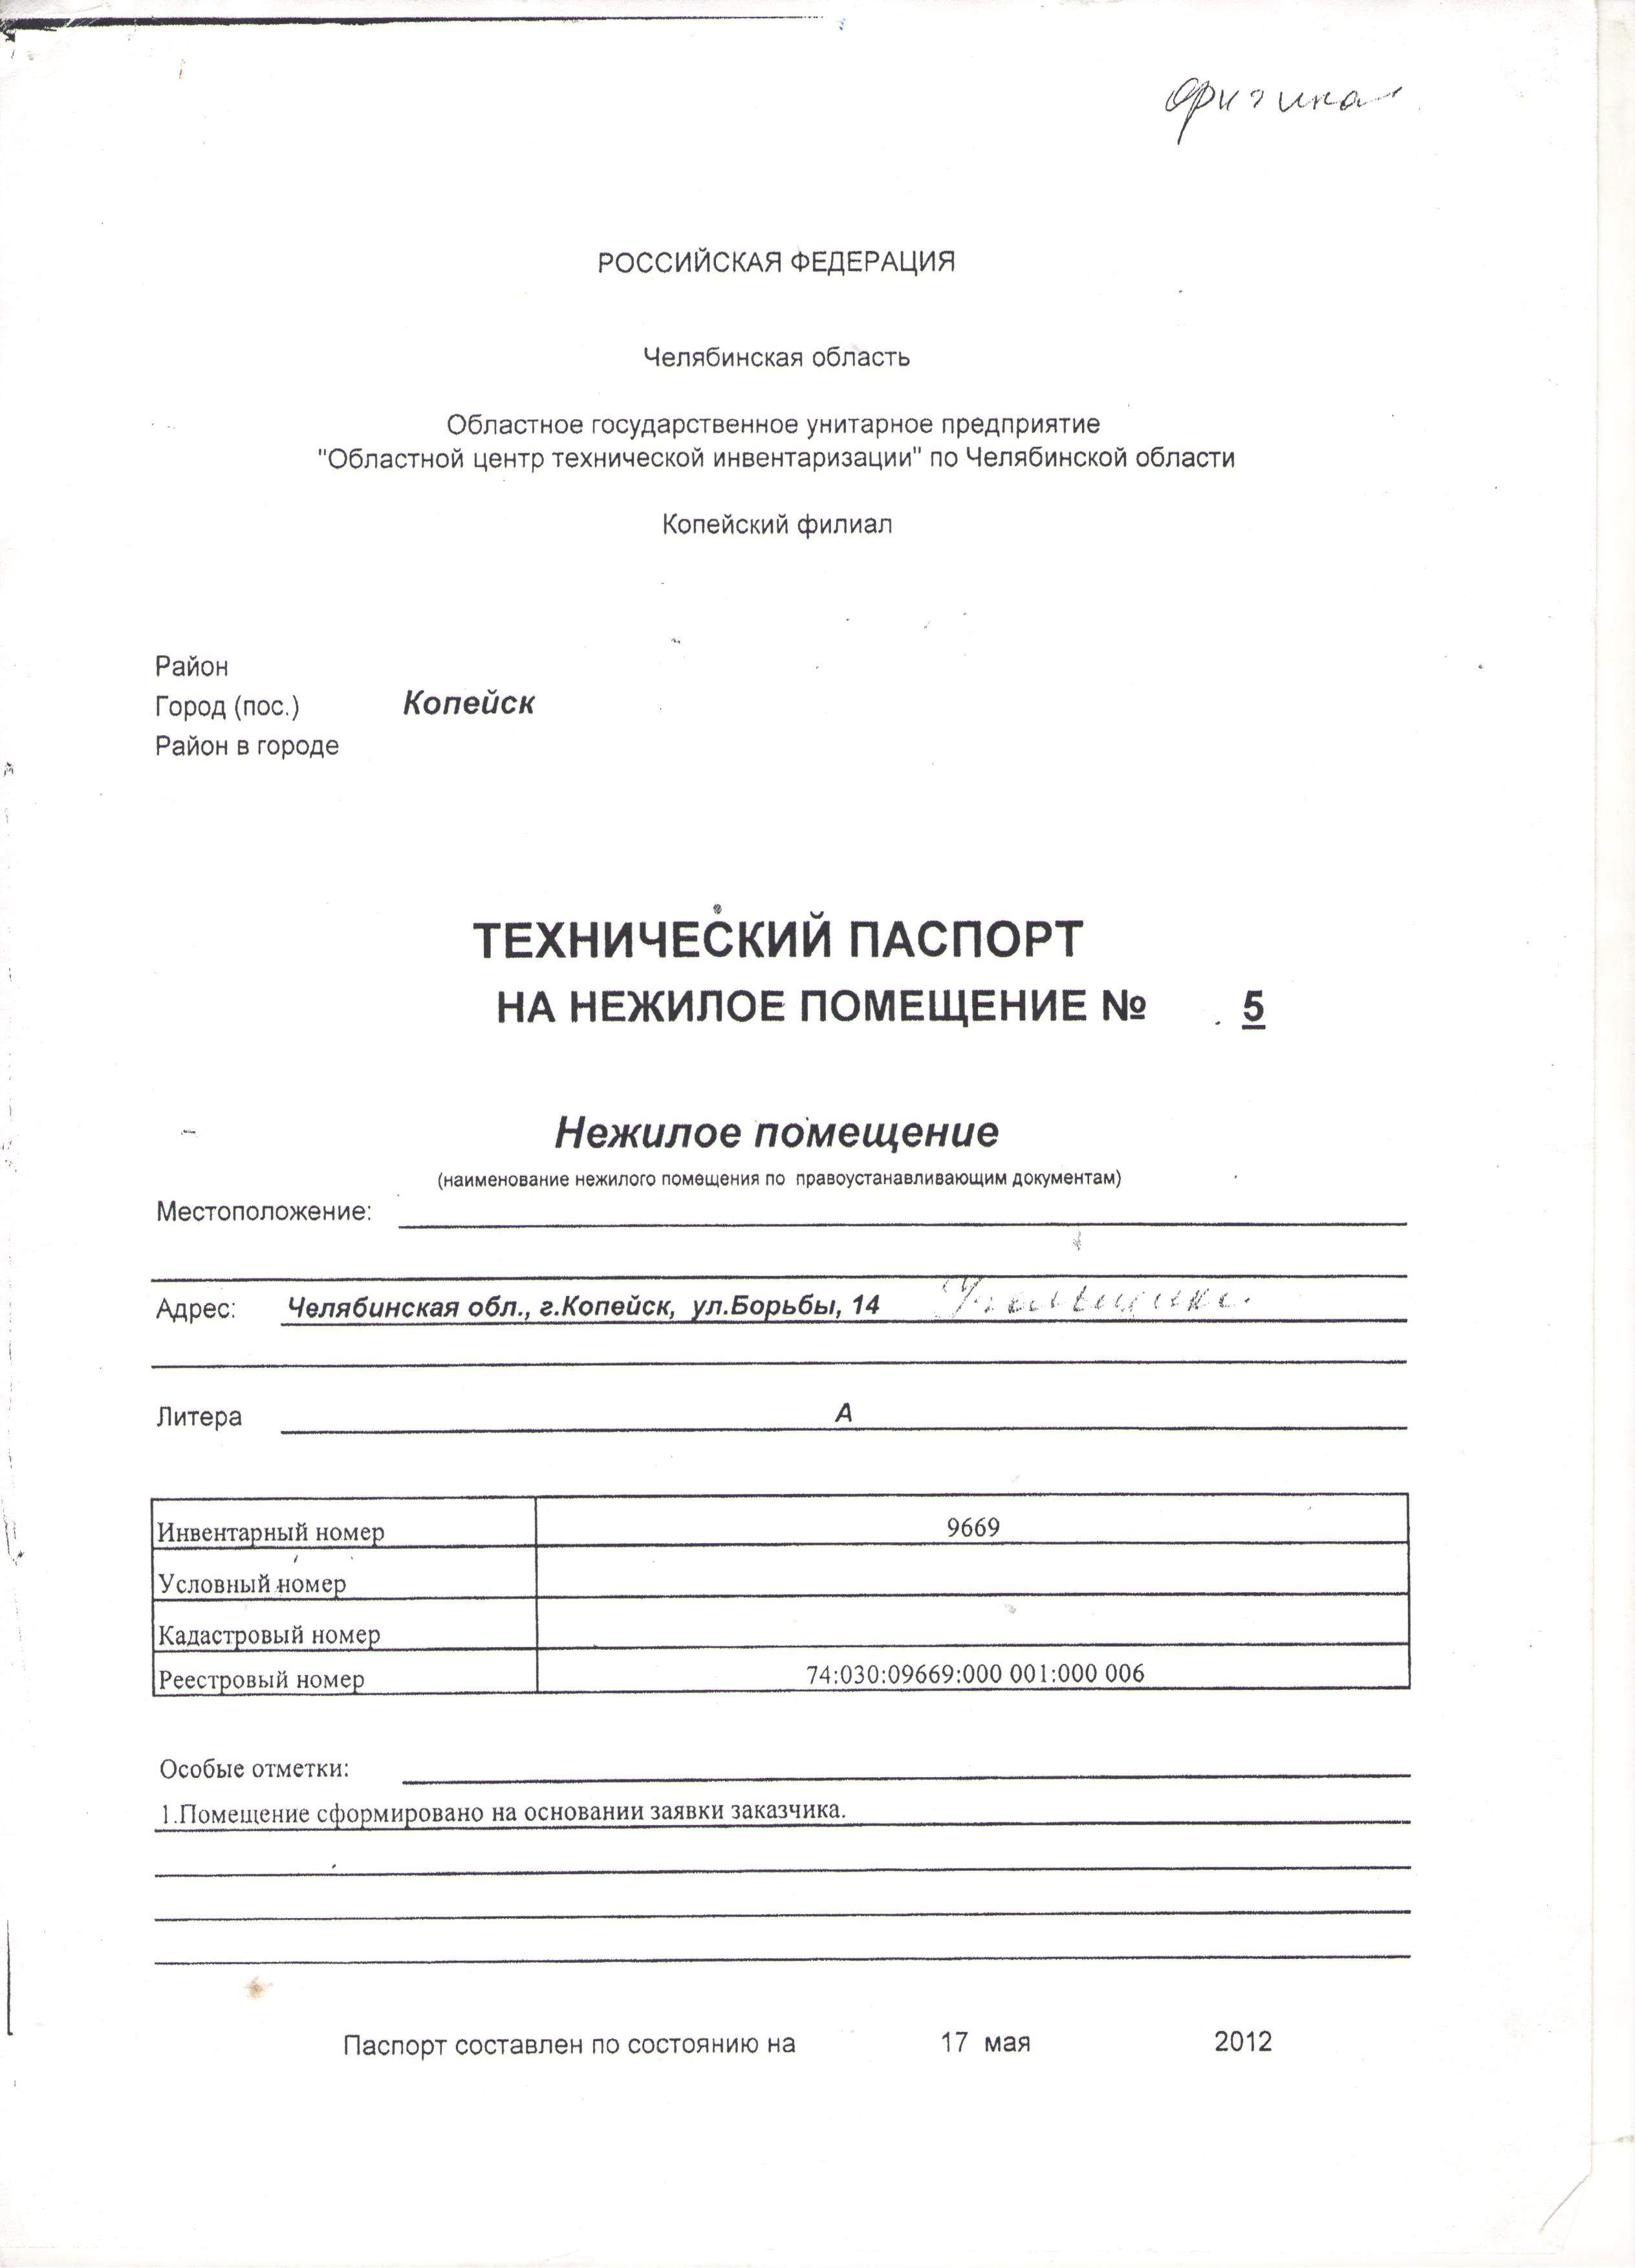 оригинал
РОССИЙСКАЯ ФЕДЕРАЦИЯ
Челябинская область
Областное государственное унитарное предприятие
"Областной центр технической инвентаризации" по Челябинской области
Копейский филиал
Район
Город (пос.) Копейск
Район в городе
ТЕХНИЧЕСКИЙ ПАСПОРТ
НА НЕЖИЛОЕ ПОМЕЩЕНИЕ № 5
Нежилое помещение
(наименование нежилого помещения по правоустанавливающим документам)
Местоположение:
Адрес: Челябинская обл., г.Копейск, ул.Борьбы, 14
Литера А
Инвентарный номер 9669
Условный номер
Кадастровый номер
Реестровый номер 74:030:09669:000 001:000 006
Особые отметки:
1.Помещение сформировано на основании заявки заказчика.
Паспорт составлен по состоянию на 17 мая 2012